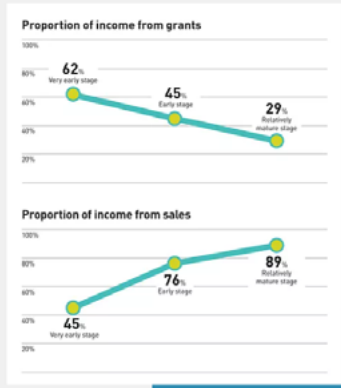 Proportion of income from grants
100%
80%
62%
Very early stage
60%
45%
Early stage
29%
Relatively
mature stage
40%
20%
Proportion of income from sales
100%
80%
89%
Relatively
mature stage
76%
Early stage
60%
40%
45%
Very early stage
20%